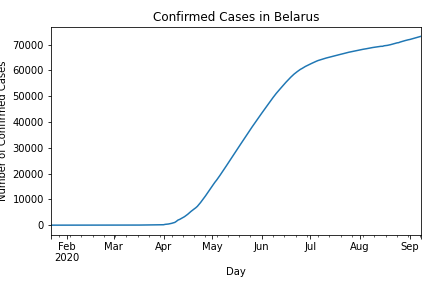 Confirmed Cases in Belarus
Number of Confirmed Cases
70000
60000
50000
40000
30000
20000
10000
0
Feb Mar Apr May Jun Jul Aug Sep
2020
Day